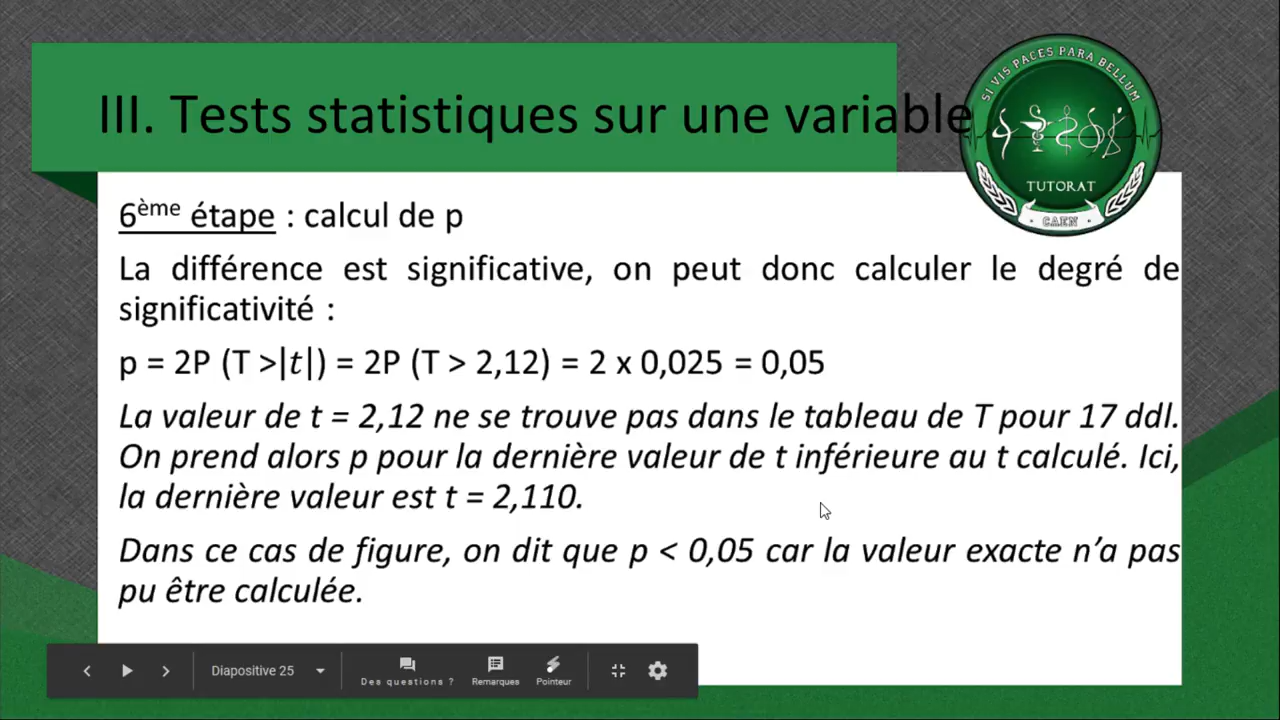 III. Tests statistiques sur une variable
SI VIS PACES PARA BELLUM
TUTORAT
CAEN
6ème étape : calcul de p
La différence est significative, on peut donc calculer le degré de
significativité :
p = 2P (T >|t|) = 2P (T > 2,12) = 2 x 0,025 = 0,05
La valeur de t = 2,12 ne se trouve pas dans le tableau de T pour 17 ddl.
On prend alors p pour la dernière valeur de t inférieure au t calculé. Ici,
la dernière valeur est t = 2,110.
Dans ce cas de figure, on dit que p < 0,05 car la valeur exacte n’a pas
pu être calculée.
Diapositive 25
Des questions ?
Remarques
Pointeur